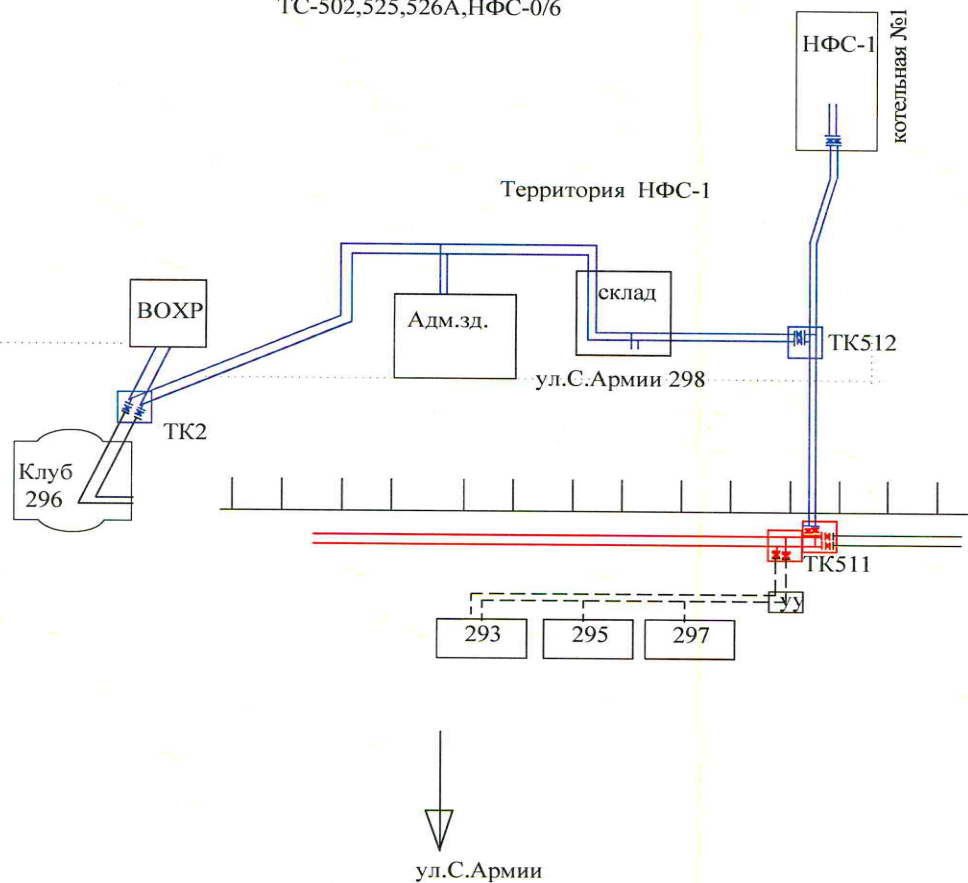 ТС-502,525,526А,НФС-0/6
НФС-1
котельная №1
Территория НФС-1
ВОХР
Адм.зд.
склад
ТК512
ул.С.Армии 298
ТК2
Клуб
296
ТК511
УУ
293
295
297
ул.С.Армии